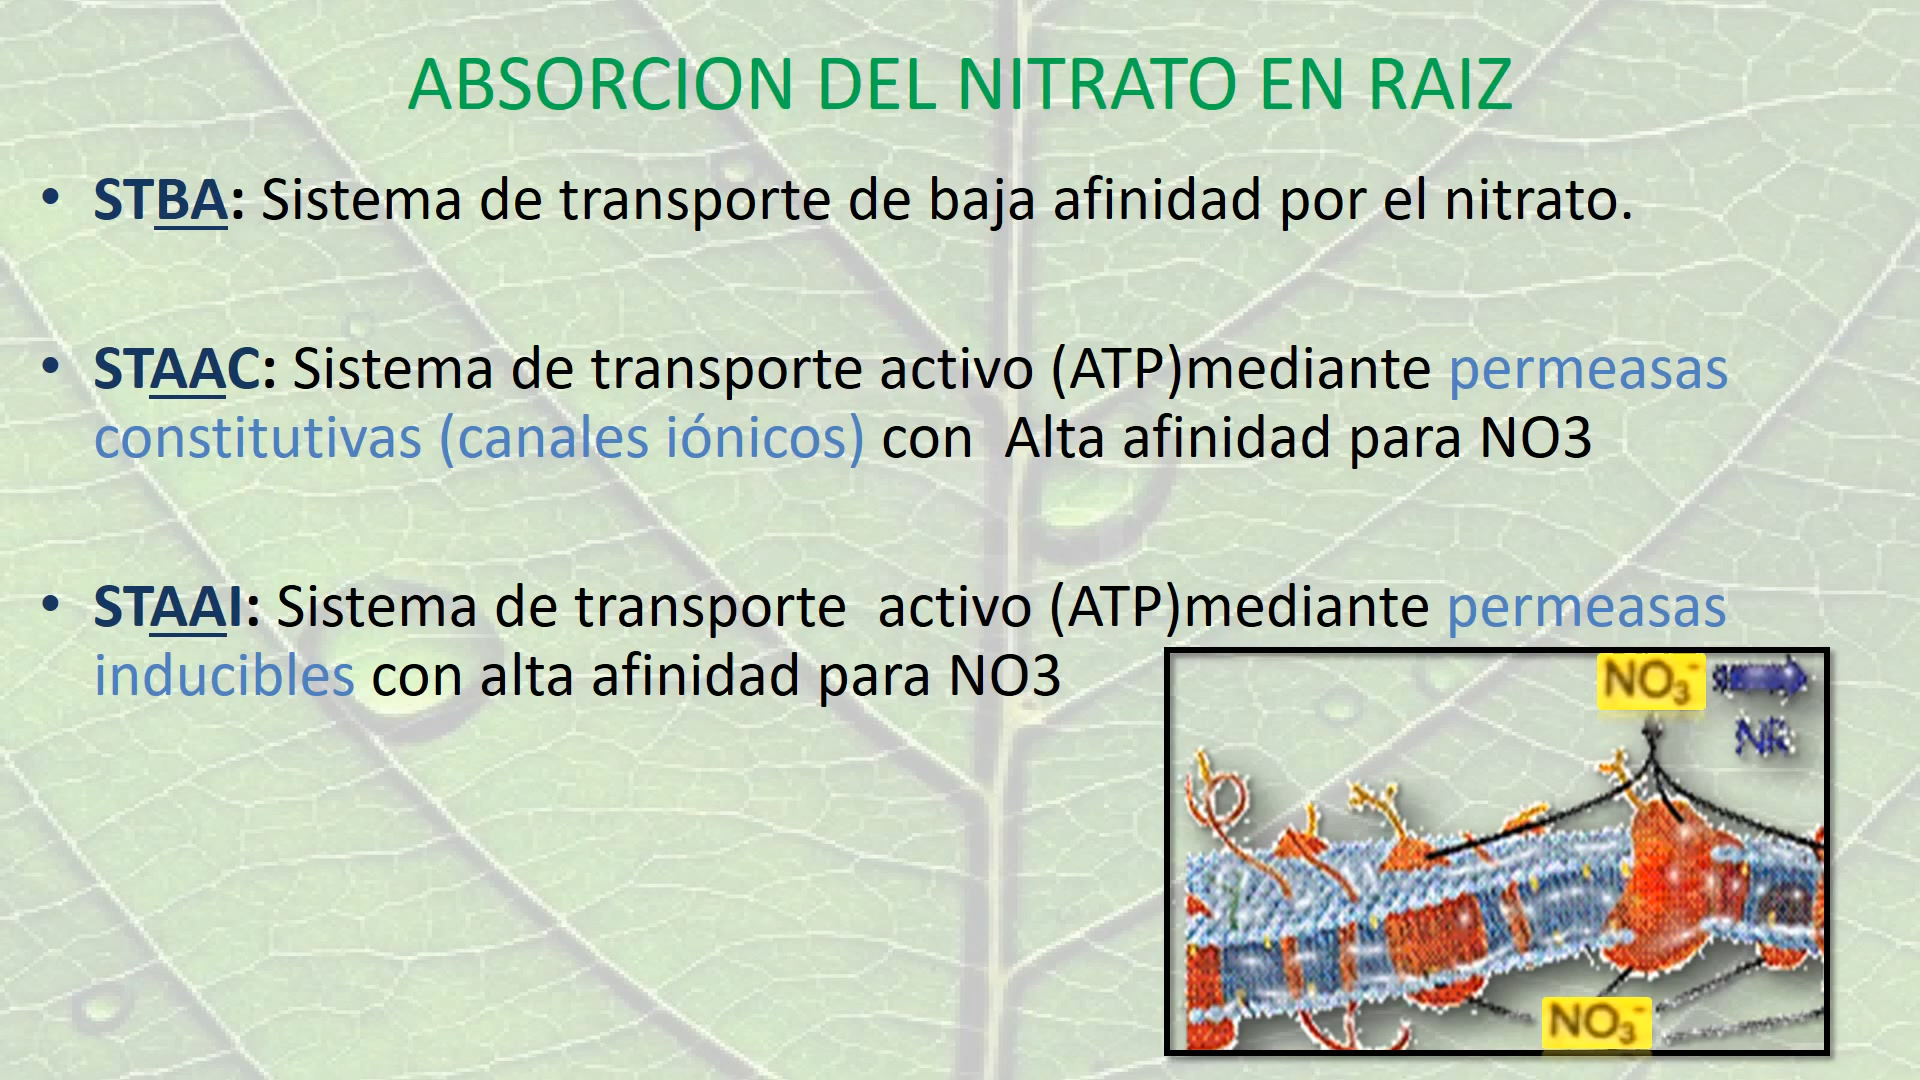 ABSORCION DEL NITRATO EN RAIZ
• STBA: Sistema de transporte de baja afinidad por el nitrato.
• STAAC: Sistema de transporte activo (ATP)mediante permeasas
constitutivas (canales iónicos) con  Alta afinidad para NO3
• STAAI: Sistema de transporte  activo (ATP)mediante permeasas
inducibles con alta afinidad para NO3
NO₃⁻
NR
NO₃⁻